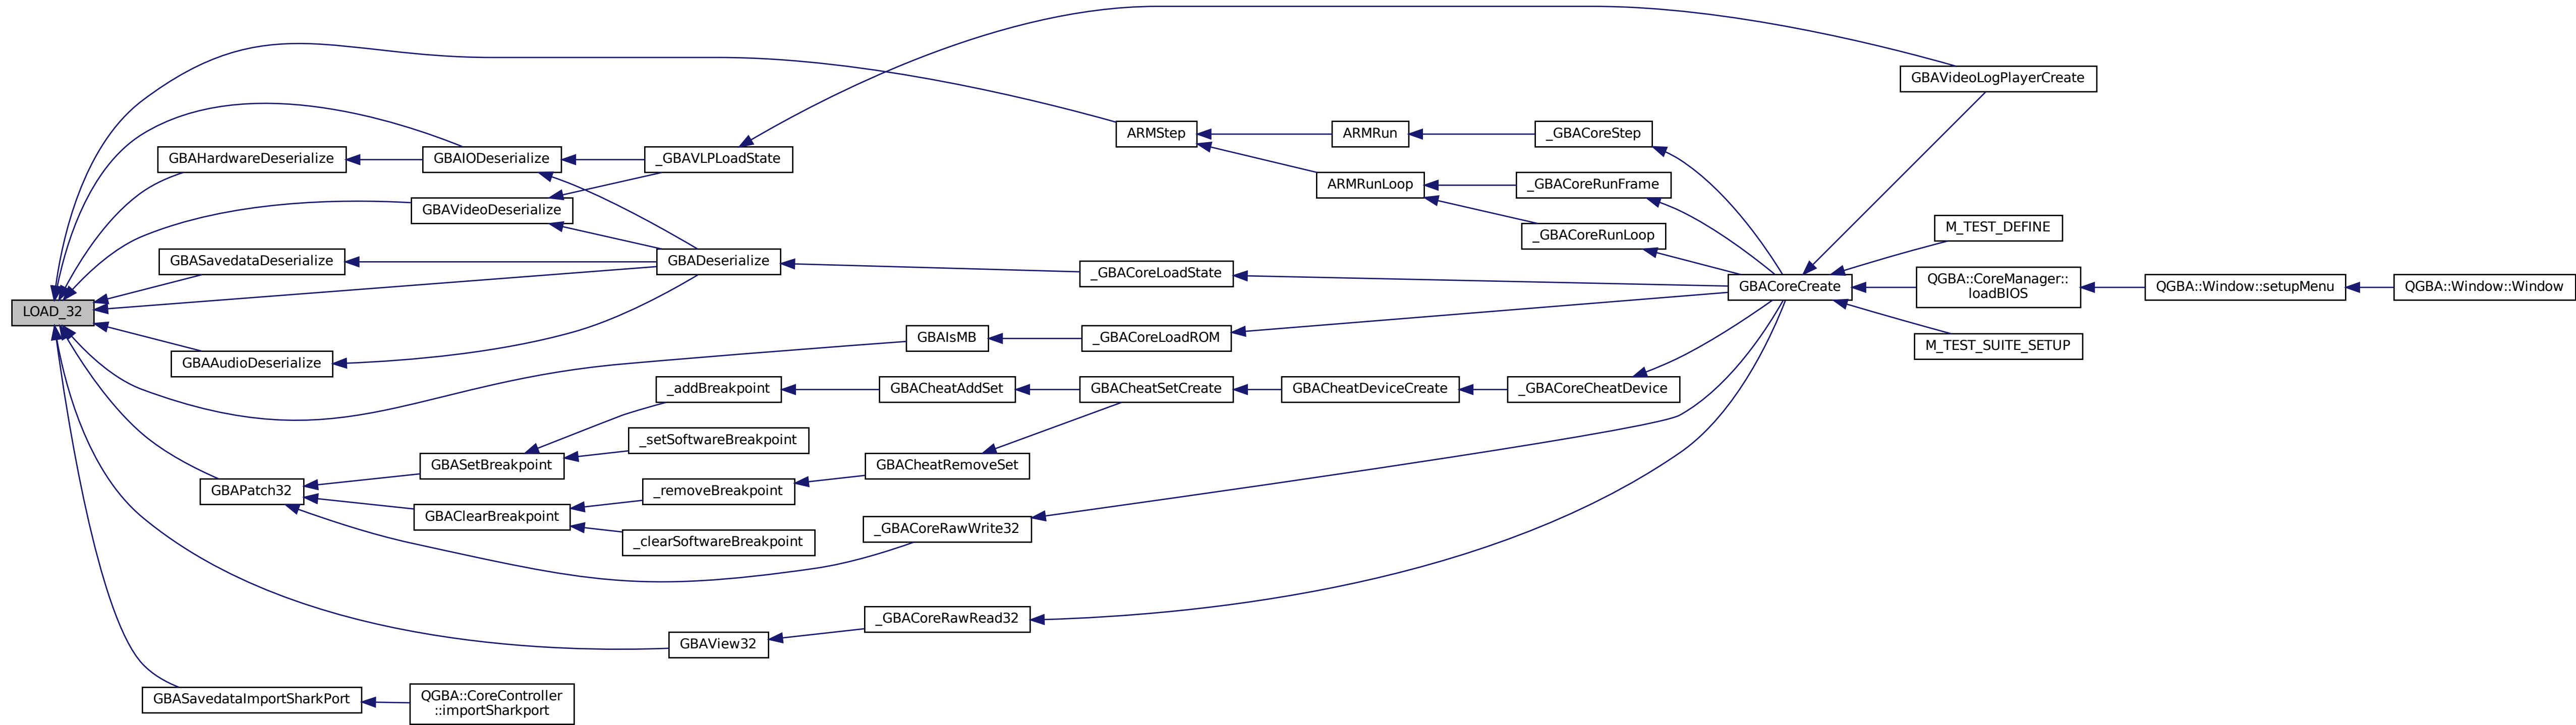 GBAVideoLogPlayerCreate
ARMStep
ARMRun
_GBACoreStep
GBAHardwareDeserialize
GBAIODeserialize
_GBAVLPLoadState
ARMRunLoop
_GBACoreRunFrame
GBAVideoDeserialize
_GBACoreRunLoop
M_TEST_DEFINE
GBASavedataDeserialize
GBADeserialize
_GBACoreLoadState
GBACoreCreate
QGBA::CoreManager::
loadBIOS
QGBA::Window::setupMenu
QGBA::Window::Window
LOAD_32
GBAIsMB
_GBACoreLoadROM
M_TEST_SUITE_SETUP
GBAAudioDeserialize
_addBreakpoint
GBACheatAddSet
GBACheatSetCreate
GBACheatDeviceCreate
_GBACoreCheatDevice
_setSoftwareBreakpoint
GBASetBreakpoint
GBACheatRemoveSet
GBAPatch32
_removeBreakpoint
GBAClearBreakpoint
_GBACoreRawWrite32
_clearSoftwareBreakpoint
_GBACoreRawRead32
GBAView32
GBASavedataImportSharkPort
QGBA::CoreController
::importSharkport